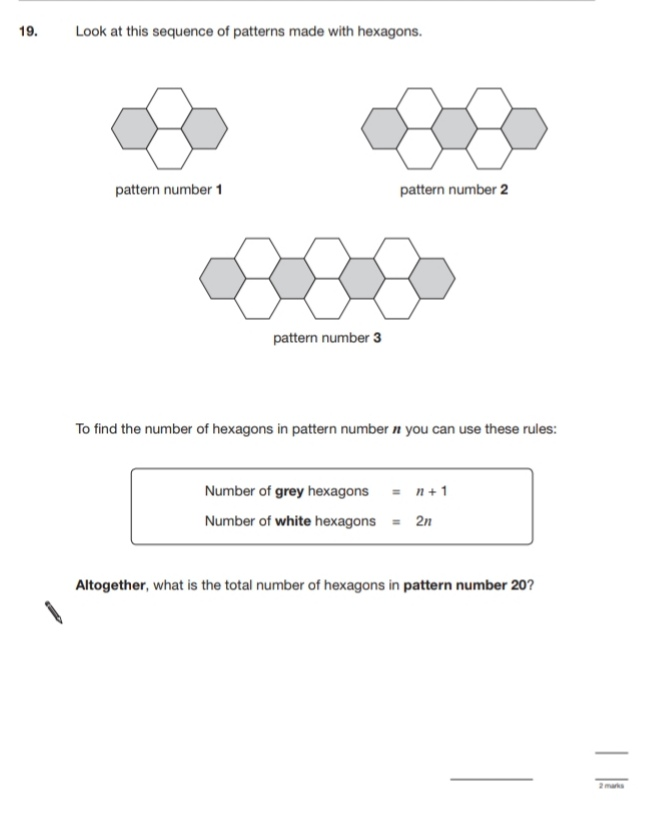 19. Look at this sequence of patterns made with hexagons.
pattern number 1
pattern number 2
pattern number 3
To find the number of hexagons in pattern number n you can use these rules:
Number of grey hexagons = n + 1
Number of white hexagons = 2n
Altogether, what is the total number of hexagons in pattern number 20?
2 marks